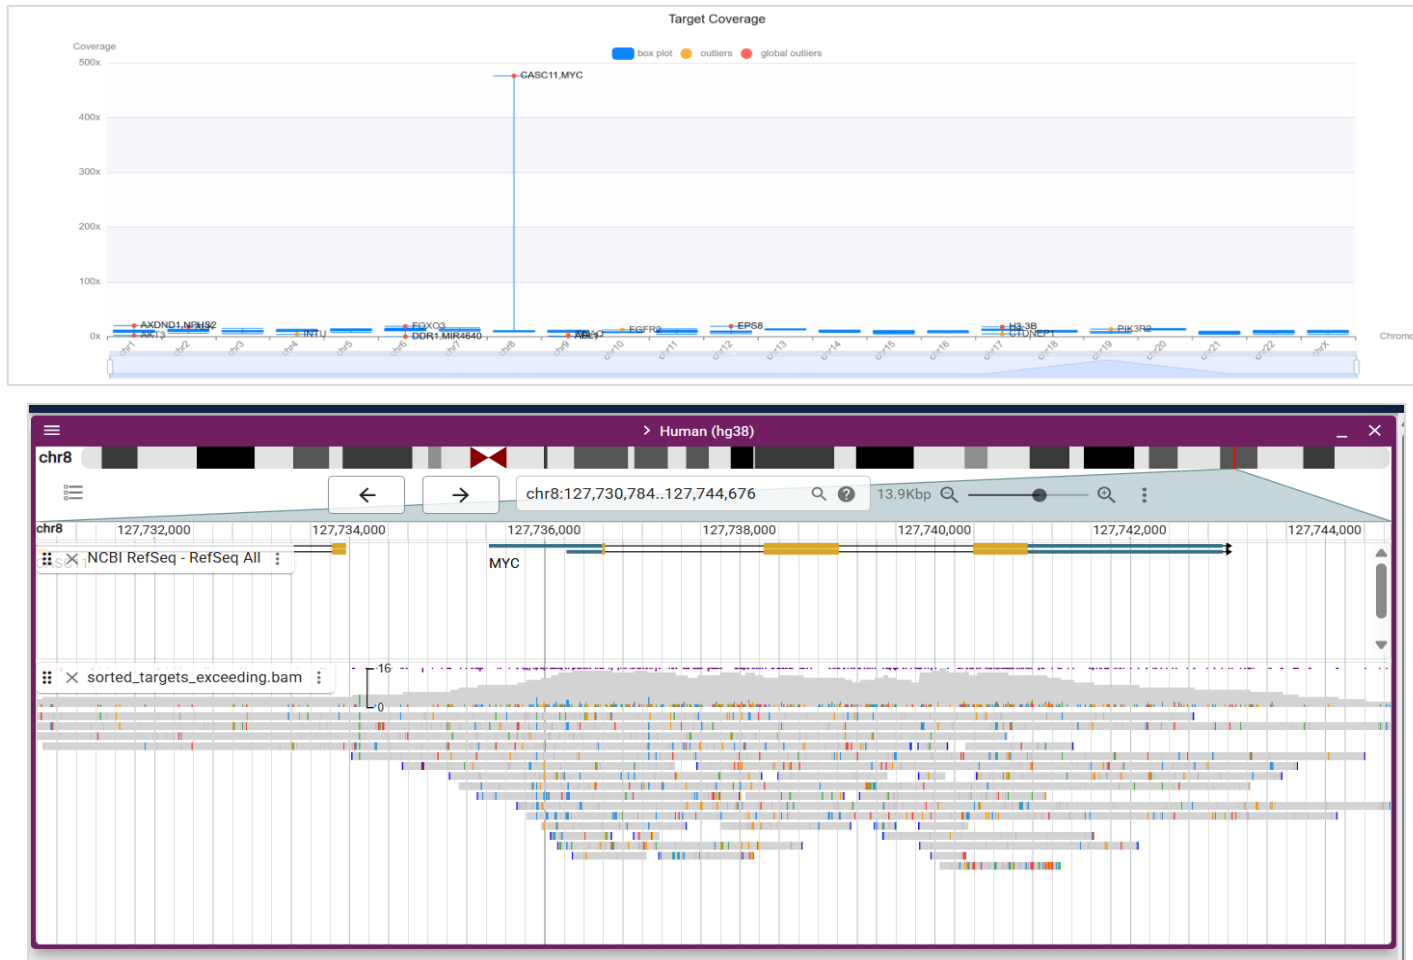 Target Coverage
Coverage
box plot outliers global outliers
500x
CASC11,MYC
400x
300x
200x
100x
AXDND1,NPHS2 FOXO3 EPS8 H3-3B
EGFR2 PIK3R2
0x AKT3 INTU DDR1,MIR4640 ABL1 CTDNEP1 Chromo
chr1 chr2 chr3 chr4 chr5 chr6 chr7 chr8 chr9 chr10 chr11 chr12 chr13 chr14 chr15 chr16 chr17 chr18 chr19 chr20 chr21 chr22 chrX
Human (hg38)
chr8
chr8:127,730,784..127,744,676 13.9Kbp
chr8 127,732,000 127,734,000 127,736,000 127,738,000 127,740,000 127,742,000 127,744,000
NCBI RefSeq - RefSeq All
MYC
sorted_targets_exceeding.bam
16
0